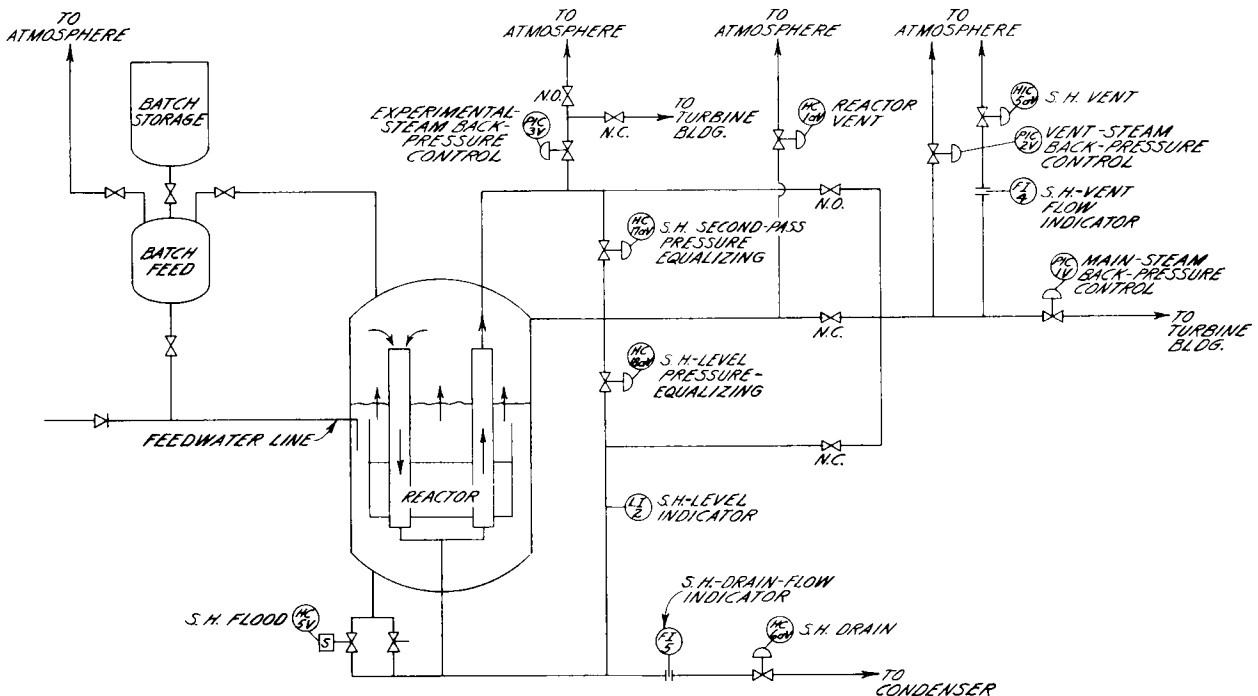 TO
ATMOSPHERE
BATCH
STORAGE
BATCH
FEED
TO
ATMOSPHERE
N.O.
N.C.
TO
TURBINE
BLDG.
EXPERIMENTAL-
STEAM BACK-
PRESSURE
CONTROL
PIC
3V
TO
ATMOSPHERE
HC
10V
REACTOR
VENT
TO
ATMOSPHERE
HIC
50V
S.H. VENT
PIC
2V
VENT-STEAM
BACK-PRESSURE
CONTROL
FI
4
S.H.-VENT
FLOW
INDICATOR
N.O.
HC
170V
S.H. SECOND-PASS
PRESSURE
EQUALIZING
PIC
1V
MAIN-STEAM
BACK-PRESSURE
CONTROL
N.C.
TO
TURBINE
BLDG.
HC
180V
S.H-LEVEL
PRESSURE-
EQUALIZING
FEEDWATER LINE
N.C.
REACTOR
LI
2
S.H-LEVEL
INDICATOR
S.H. FLOOD
HC
5V
S
S.H.-DRAIN-FLOW
INDICATOR
FI
5
HC
60V
S.H. DRAIN
TO
CONDENSER